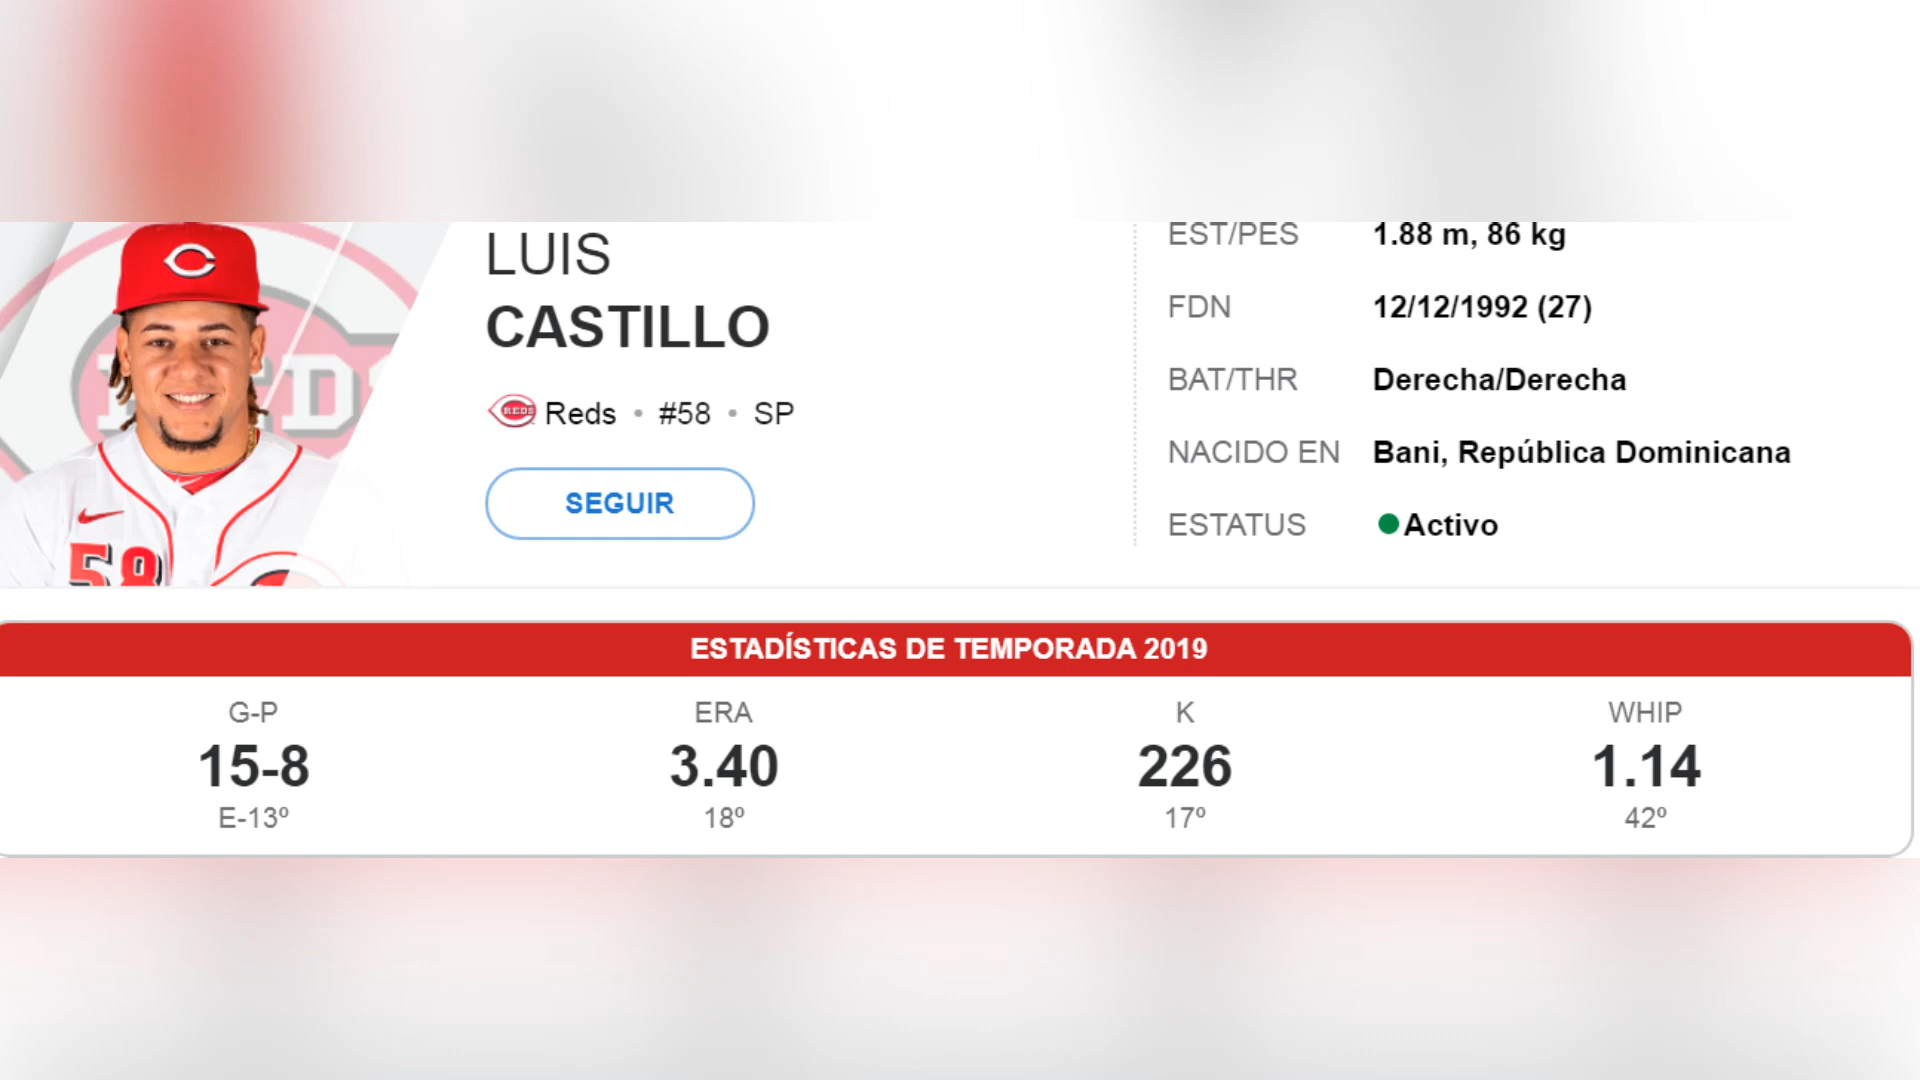 LUIS
CASTILLO
REDS Reds • #58 • SP
SEGUIR
EST/PES 1.88 m, 86 kg
FDN 12/12/1992 (27)
BAT/THR Derecha/Derecha
NACIDO EN Bani, República Dominicana
ESTATUS Activo
58
ESTADÍSTICAS DE TEMPORADA 2019
G-P ERA K WHIP
15-8 3.40 226 1.14
E-13º 18º 17º 42º